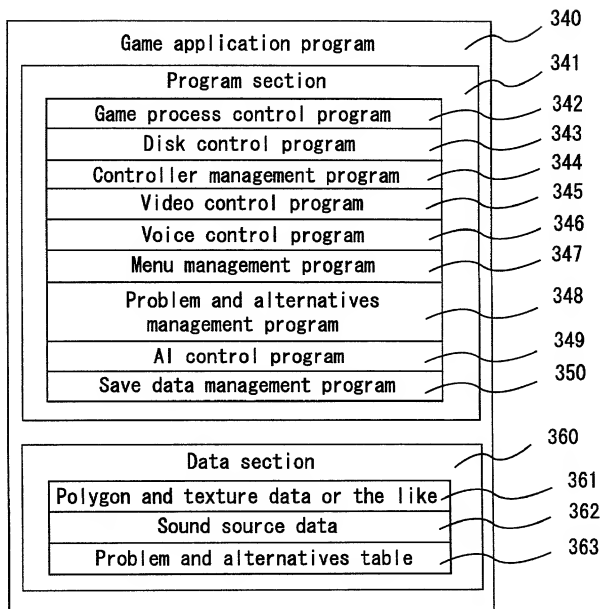 Game application program 340
Program section 341
Game process control program 342
Disk control program 343
Controller management program 344
Video control program 345
Voice control program 346
Menu management program 347
Problem and alternatives
management program 348
AI control program 349
Save data management program 350
Data section 360
Polygon and texture data or the like 361
Sound source data 362
Problem and alternatives table 363